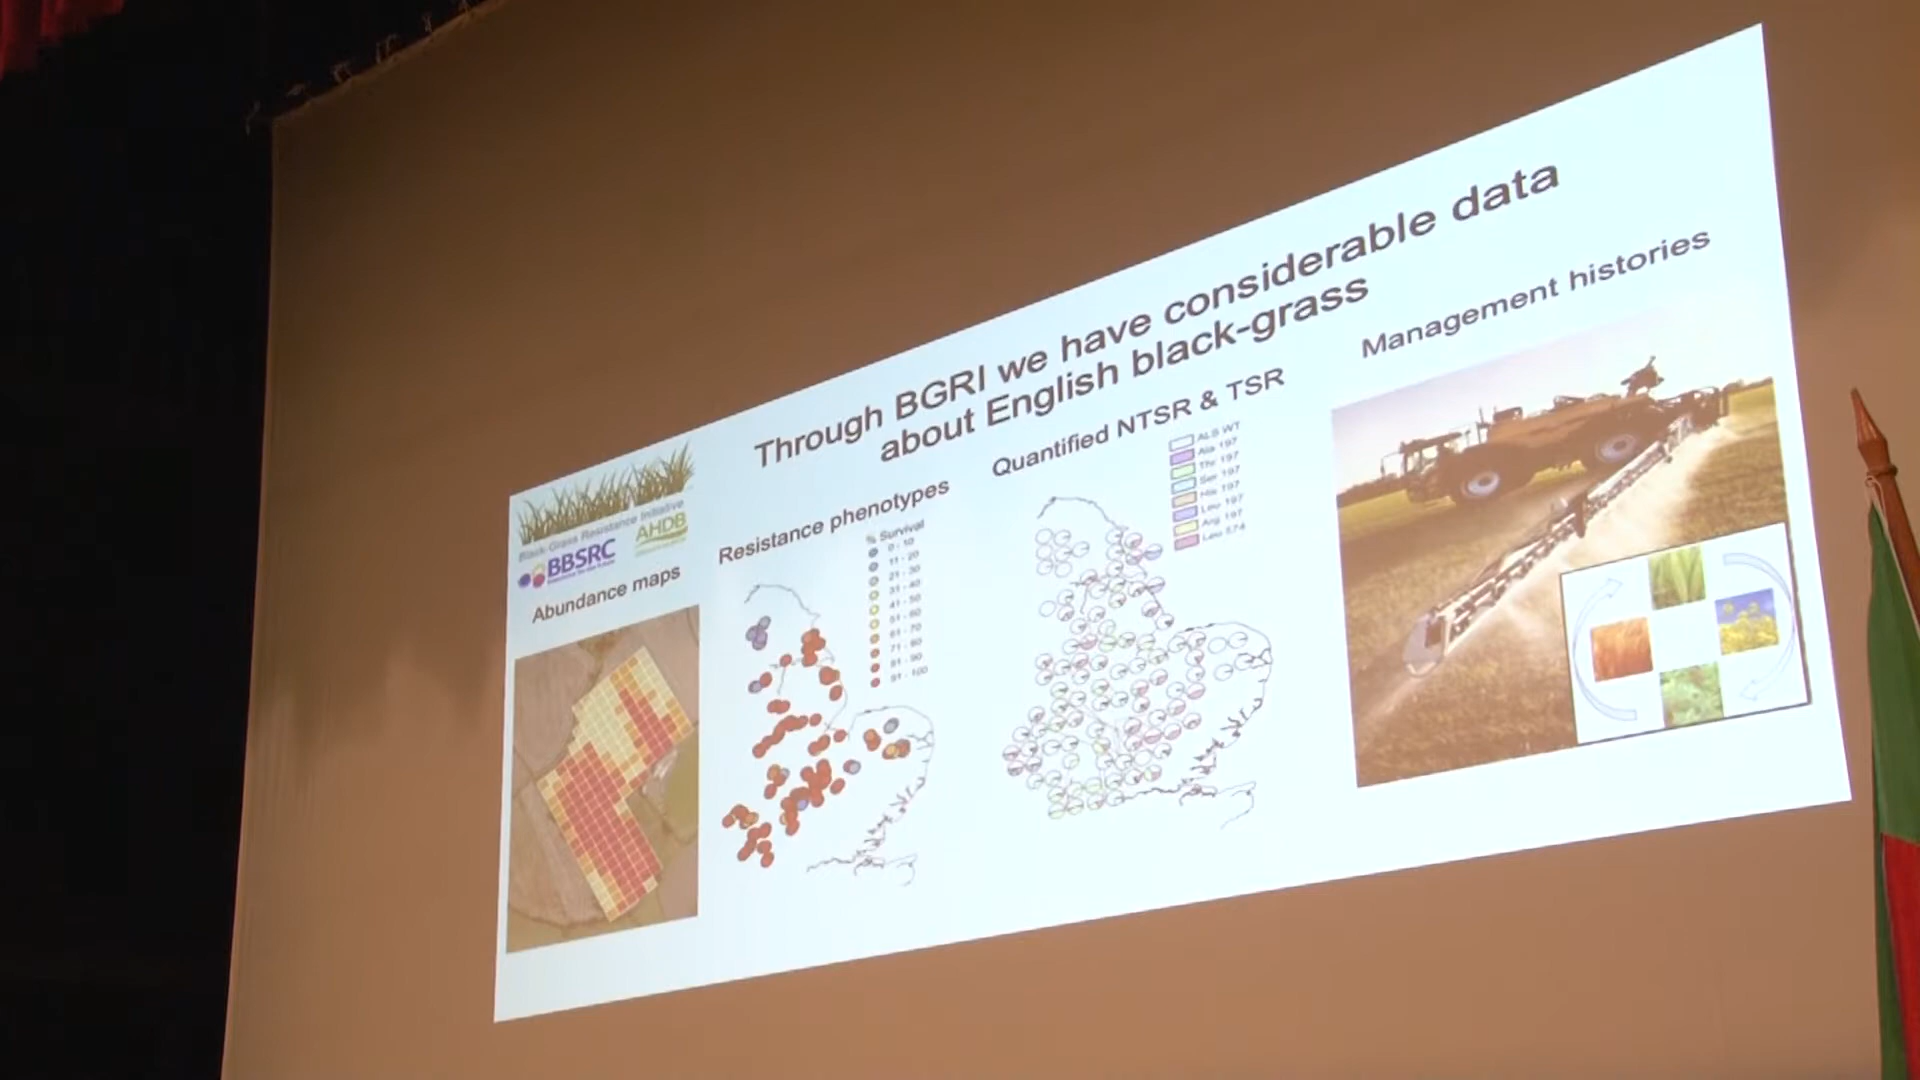 Through BGRI we have considerable data
about English black-grass
Black-Grass Resistance Initiative
BBSRC
AHDB
Abundance maps
Resistance phenotypes
% Survival
0 - 10
11 - 20
21 - 30
31 - 40
41 - 50
51 - 60
61 - 70
71 - 80
81 - 90
91 - 100
Quantified NTSR & TSR
ALS WT
Ala 197
Thr 197
Ser 197
His 197
Leu 197
Arg 197
Leu 574
Management histories